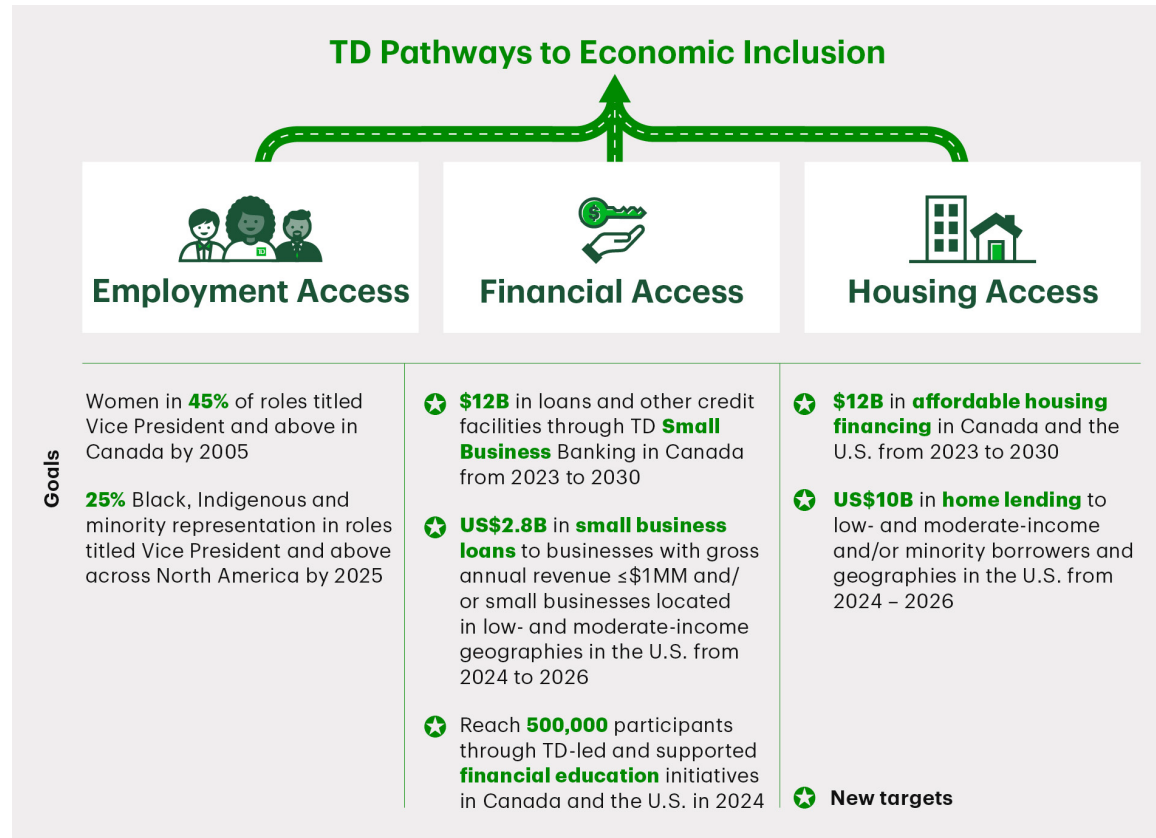 TD Pathways to Economic Inclusion
$
TD
Employment Access
Financial Access
Housing Access
Goals
Women in 45% of roles titled
Vice President and above in
Canada by 2005
25% Black, Indigenous and
minority representation in roles
titled Vice President and above
across North America by 2025
$12B in loans and other credit
facilities through TD Small
Business Banking in Canada
from 2023 to 2030
US$2.8B in small business
loans to businesses with gross
annual revenue ≤$1MM and/
or small businesses located
in low- and moderate-income
geographies in the U.S. from
2024 to 2026
Reach 500,000 participants
through TD-led and supported
financial education initiatives
in Canada and the U.S. in 2024
$12B in affordable housing
financing in Canada and the
U.S. from 2023 to 2030
US$10B in home lending to
low- and moderate-income
and/or minority borrowers and
geographies in the U.S. from
2024 – 2026
New targets